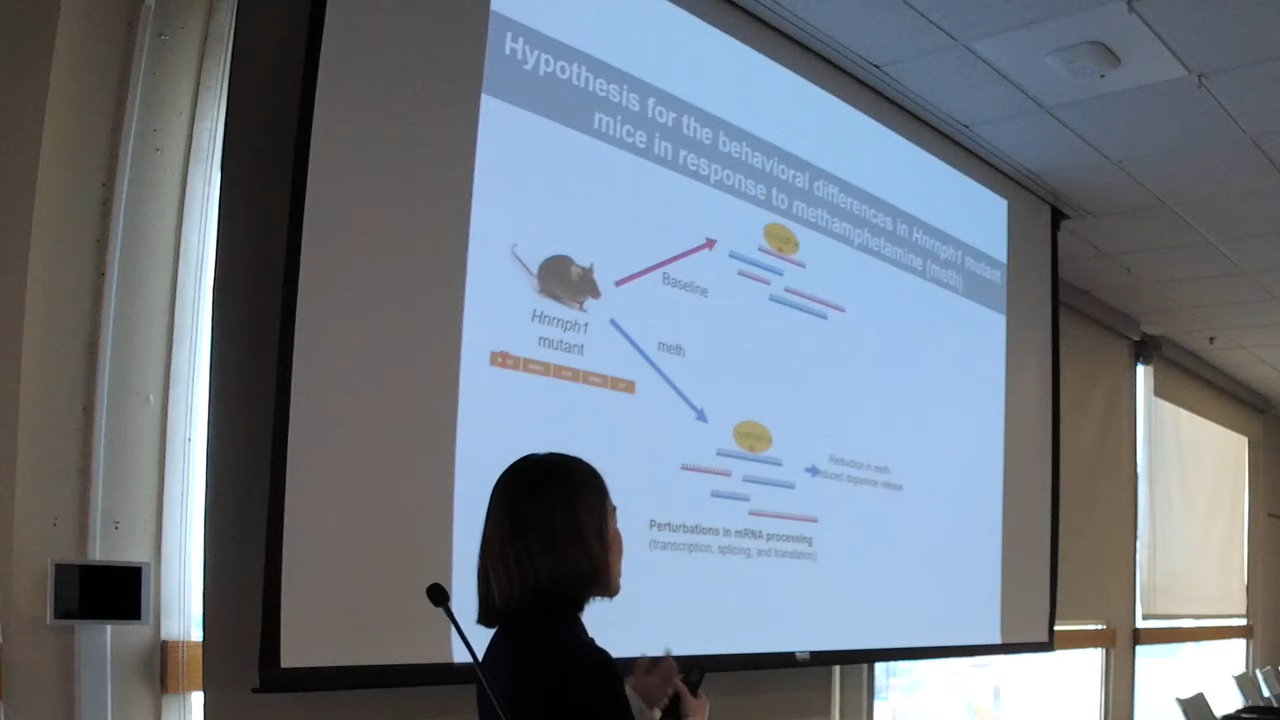 Hypothesis for the behavioral differences in Hnrnph1 mutant
mice in response to methamphetamine (meth)
Baseline
Hnrnph1
mutant
meth
Reduction in meth-
induced dopamine release
Perturbations in mRNA processing
(transcription, splicing, and translation)